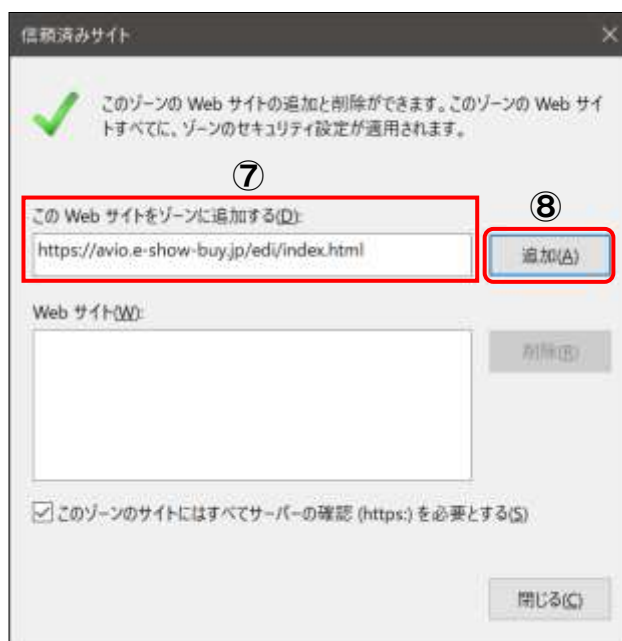 信頼済みサイト
このゾーンの Web サイトの追加と削除ができます。このゾーンの Web サイ
トすべてに、ゾーンのセキュリティ設定が適用されます。
⑦
この Web サイトをゾーンに追加する(D):
⑧
https://avio.e-show-buy.jp/edi/index.html
追加(A)
Web サイト(W):
削除(R)
このゾーンのサイトにはすべてサーバーの確認 (https:) を必要とする(S)
閉じる(C)